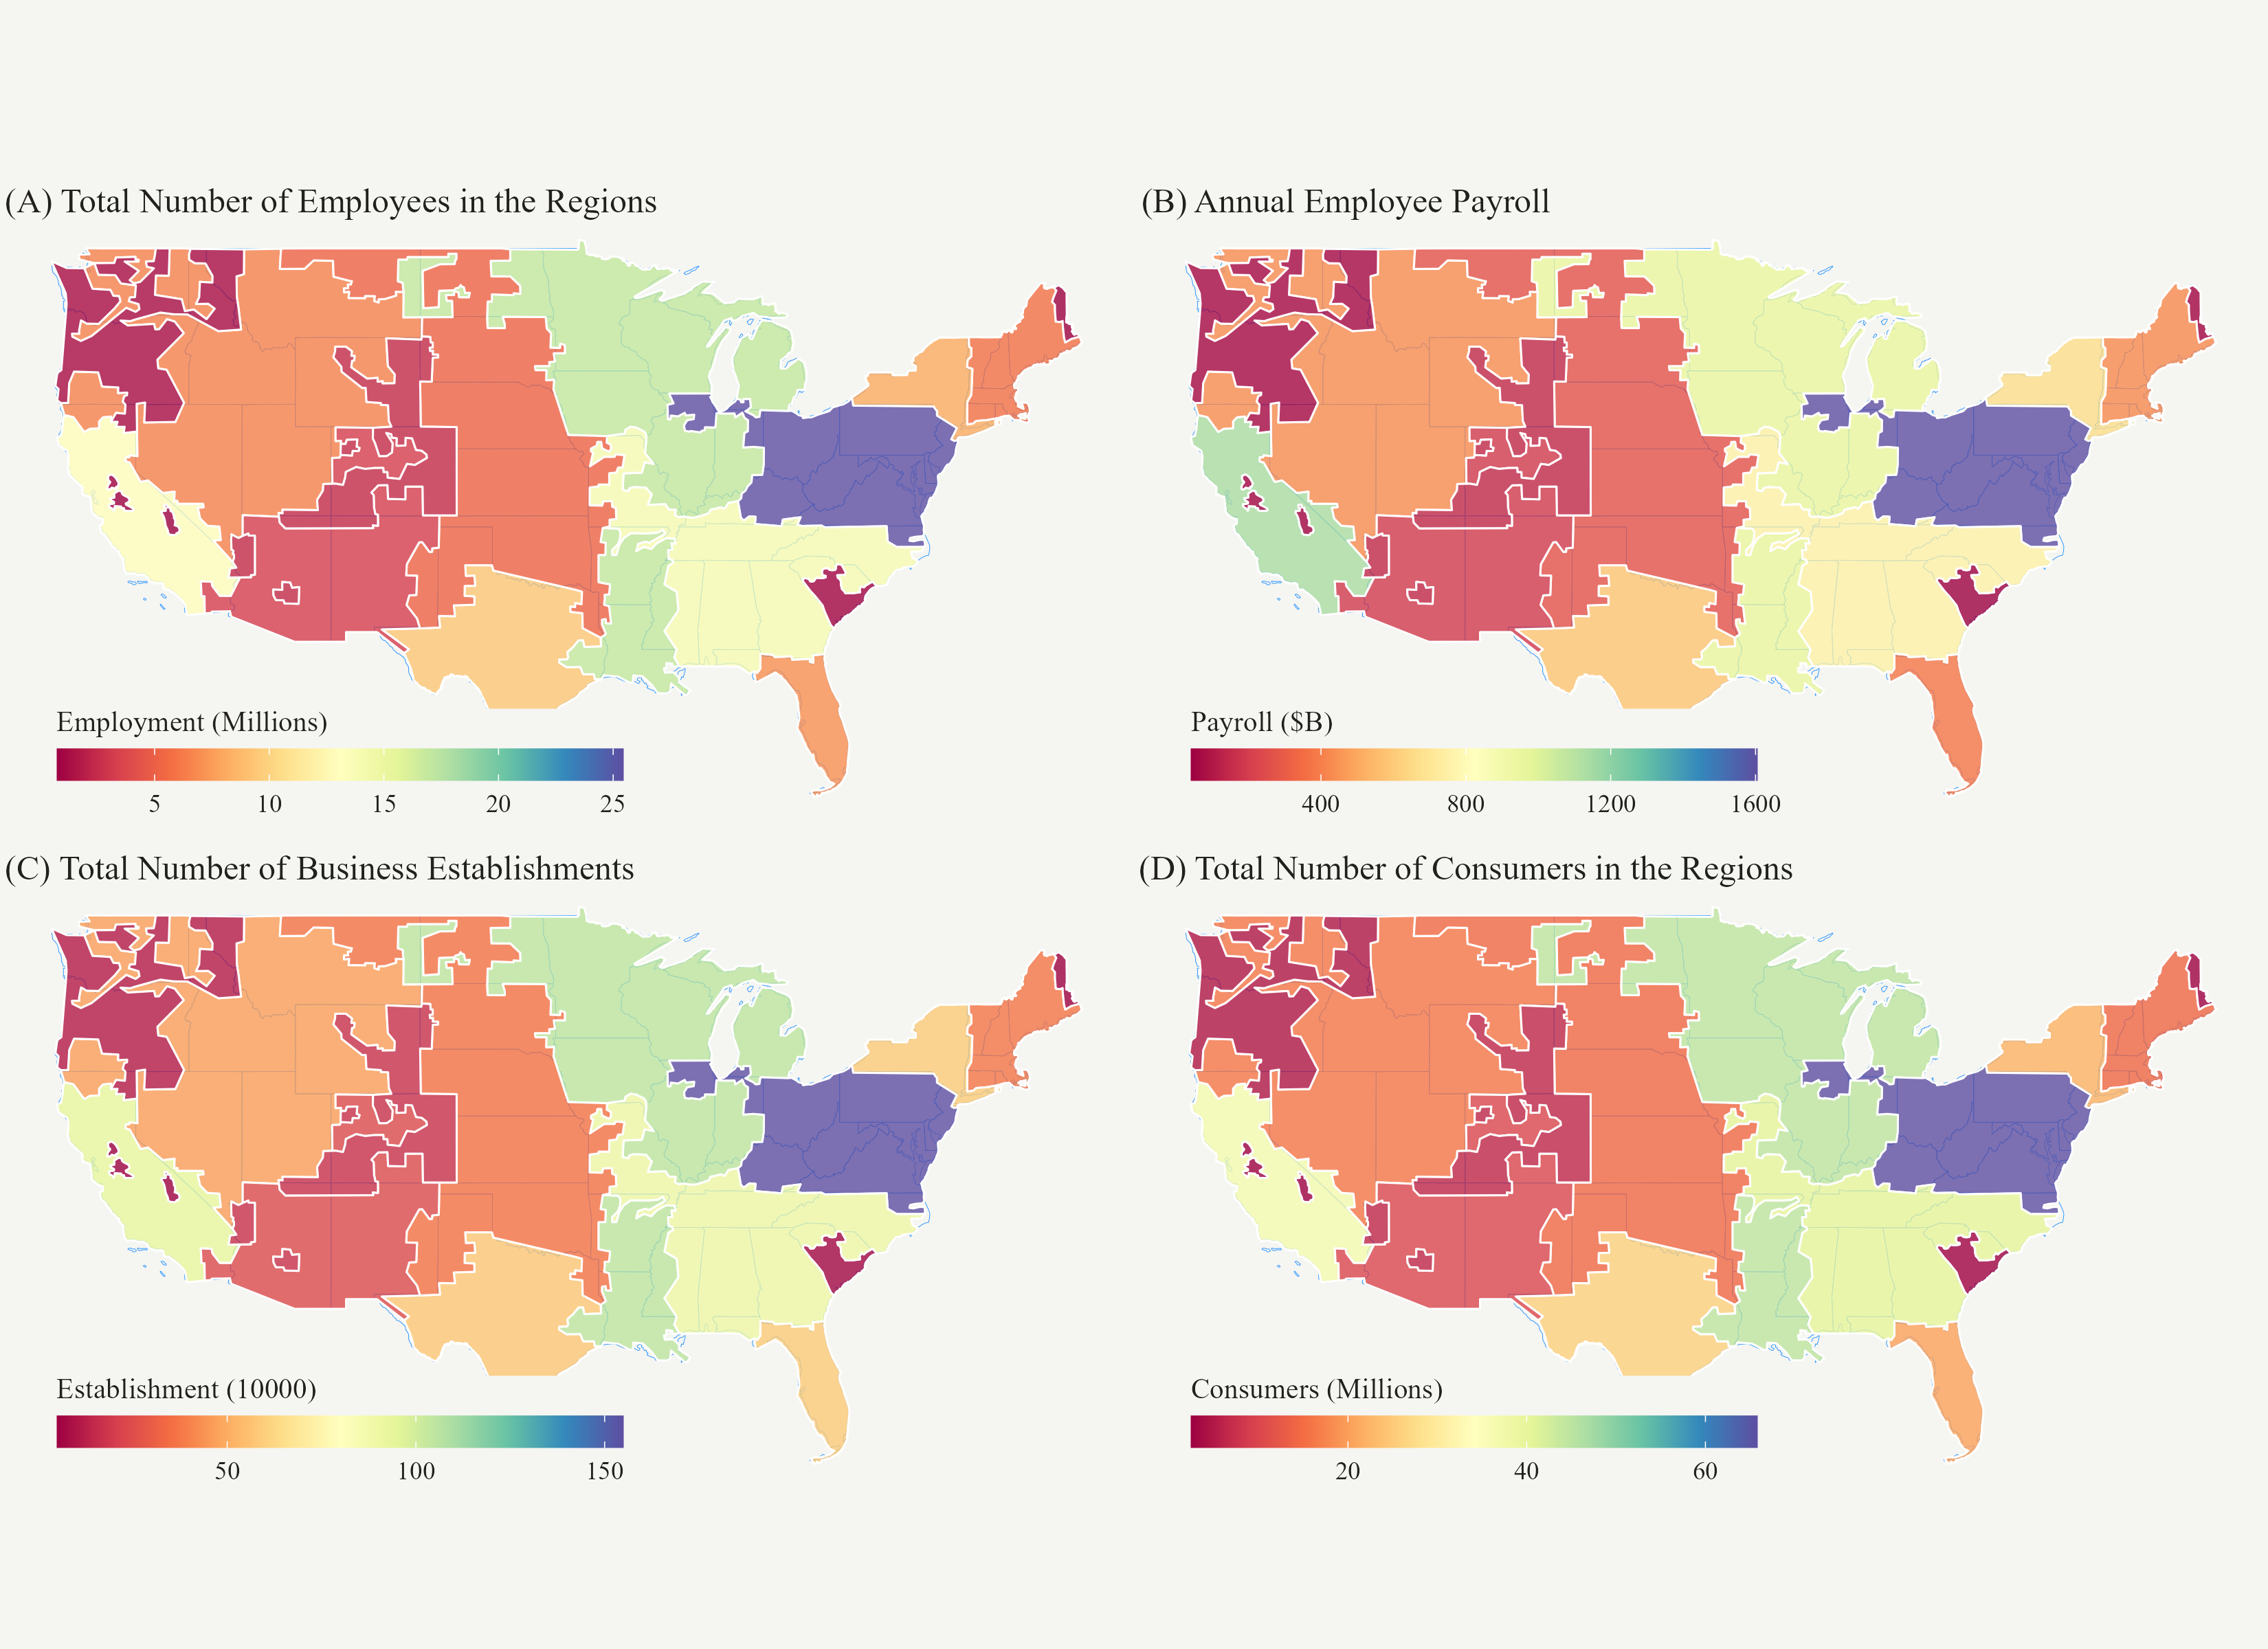 (A) Total Number of Employees in the Regions
(B) Annual Employee Payroll
Employment (Millions)
5 10 15 20 25
Payroll ($B)
400 800 1200 1600
(C) Total Number of Business Establishments
(D) Total Number of Consumers in the Regions
Establishment (10000)
50 100 150
Consumers (Millions)
20 40 60